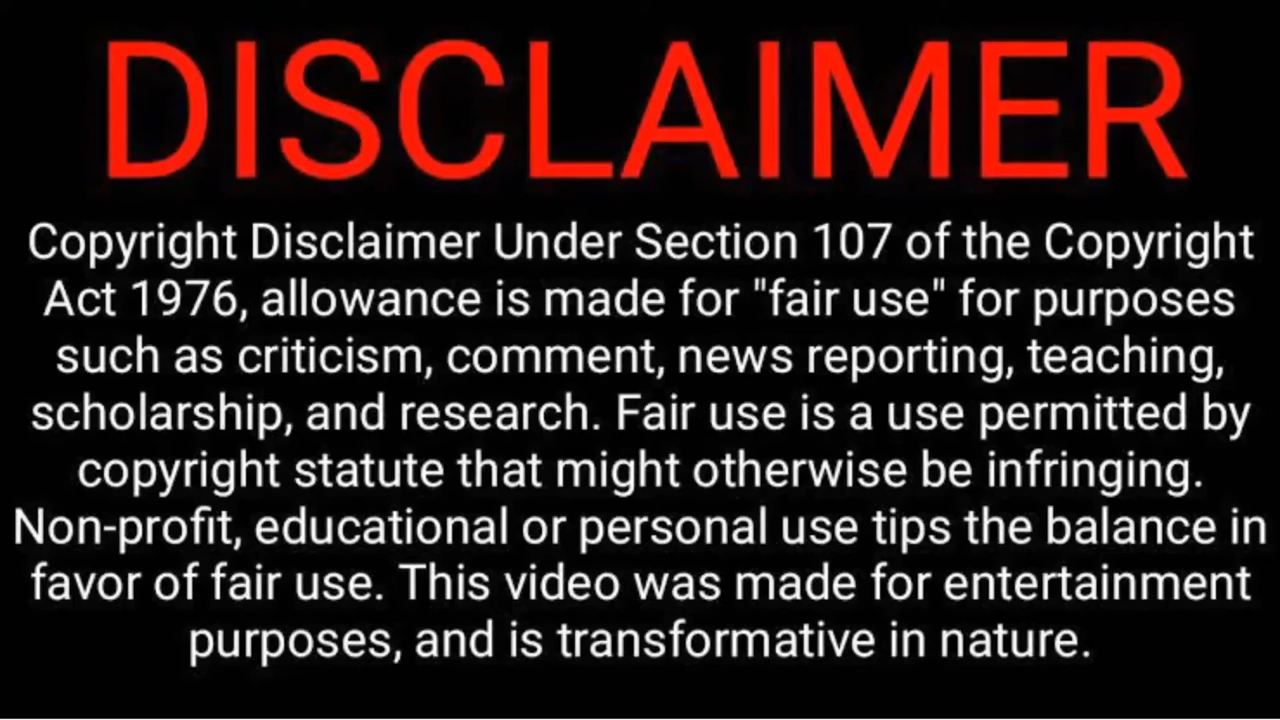 DISCLAIMER
Copyright Disclaimer Under Section 107 of the Copyright
Act 1976, allowance is made for "fair use" for purposes
such as criticism, comment, news reporting, teaching,
scholarship, and research. Fair use is a use permitted by
copyright statute that might otherwise be infringing.
Non-profit, educational or personal use tips the balance in
favor of fair use. This video was made for entertainment
purposes, and is transformative in nature.